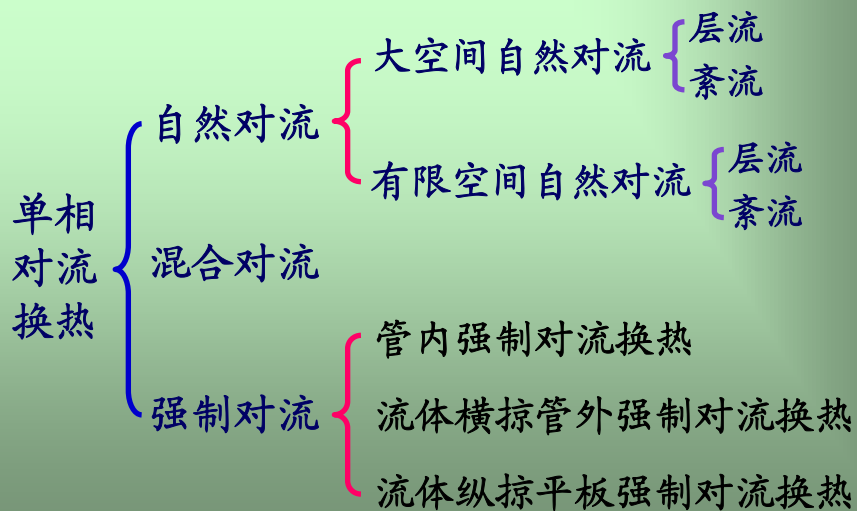 单相
对流
换热
自然对流
大空间自然对流
层流
紊流
有限空间自然对流
层流
紊流
混合对流
强制对流
管内强制对流换热
流体横掠管外强制对流换热
流体纵掠平板强制对流换热